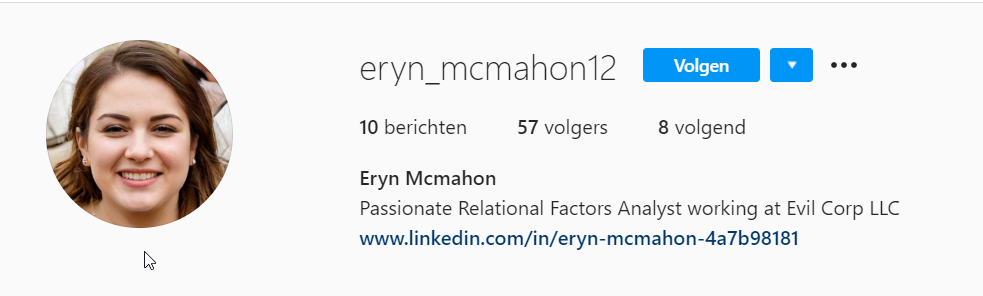 eryn_mcmahon12 Volgen
10 berichten 57 volgers 8 volgend
Eryn Mcmahon
Passionate Relational Factors Analyst working at Evil Corp LLC
www.linkedin.com/in/eryn-mcmahon-4a7b98181